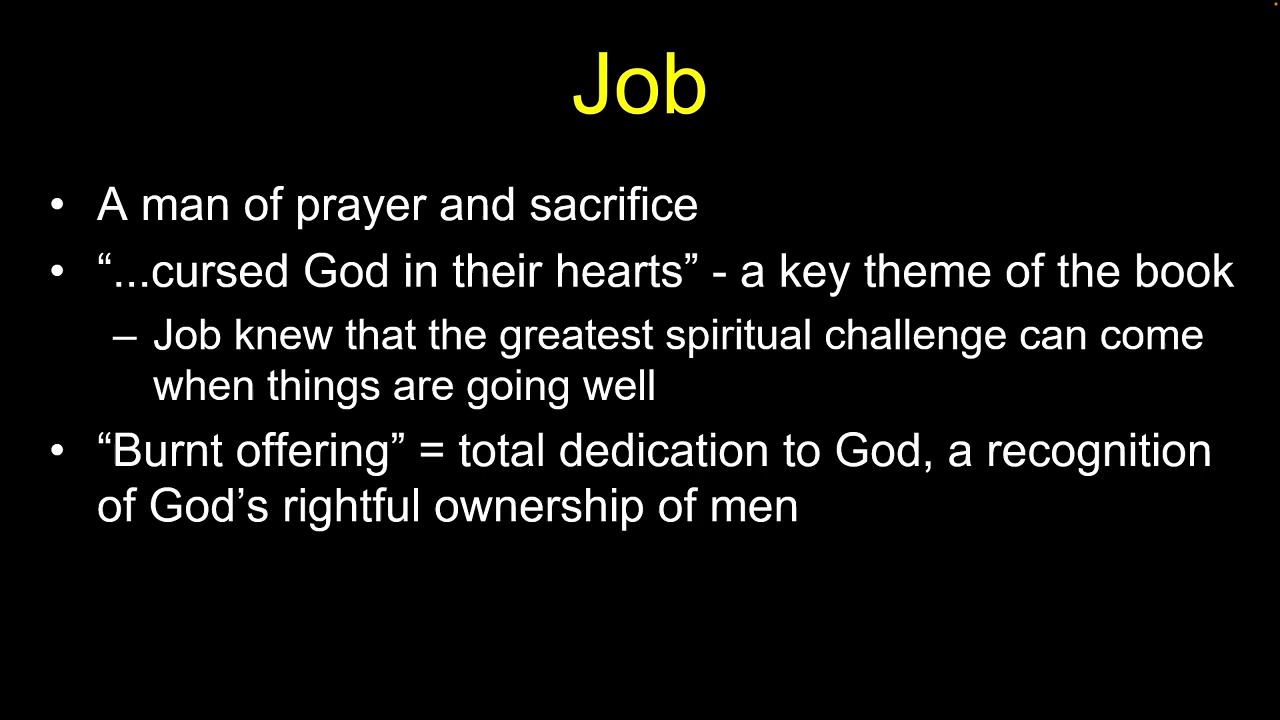 Job
• A man of prayer and sacrifice
• “...cursed God in their hearts” - a key theme of the book
– Job knew that the greatest spiritual challenge can come
when things are going well
• “Burnt offering” = total dedication to God, a recognition
of God’s rightful ownership of men